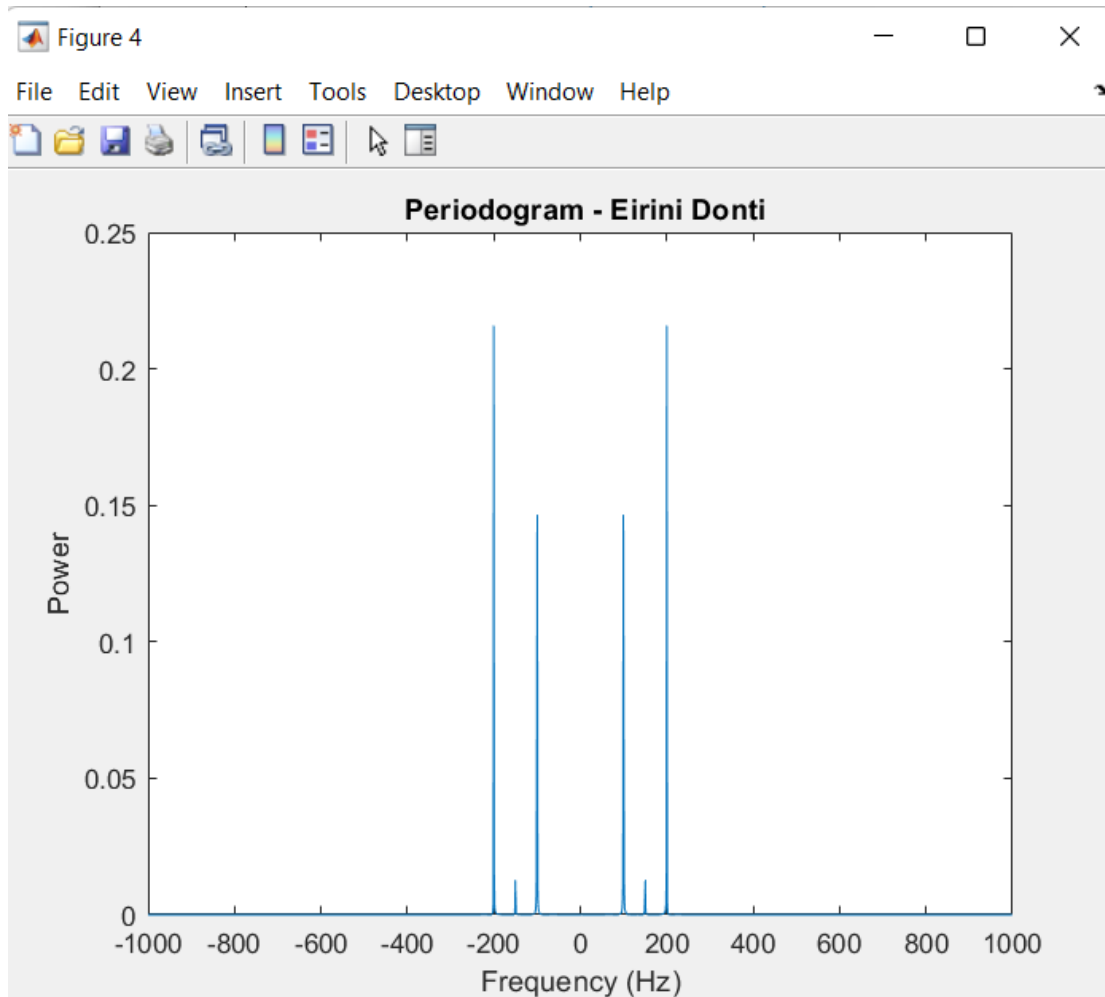 Figure 4
File Edit View Insert Tools Desktop Window Help
Periodogram - Eirini Donti
0.25
0.2
0.15
0.1
0.05
0
Power
-1000 -800 -600 -400 -200 0 200 400 600 800 1000
Frequency (Hz)